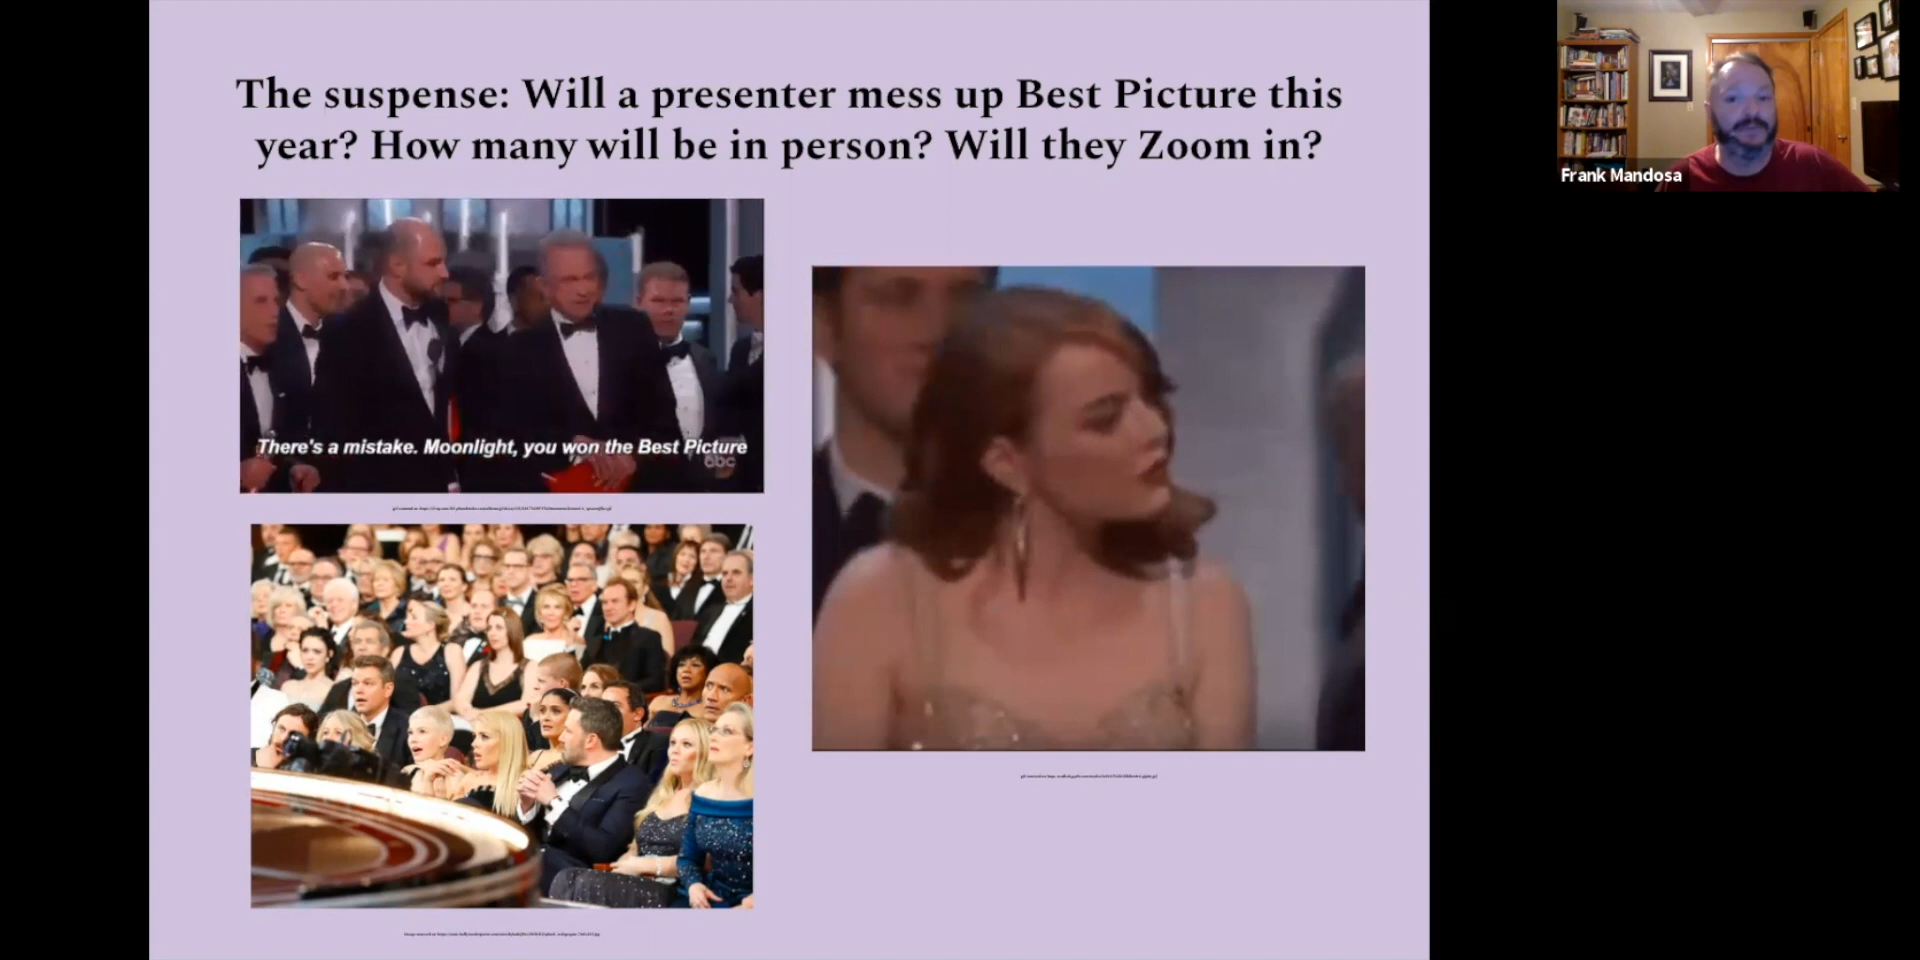 The suspense: Will a presenter mess up Best Picture this
year? How many will be in person? Will they Zoom in?
Frank Mandosa
There's a mistake. Moonlight, you won the Best Picture
abc